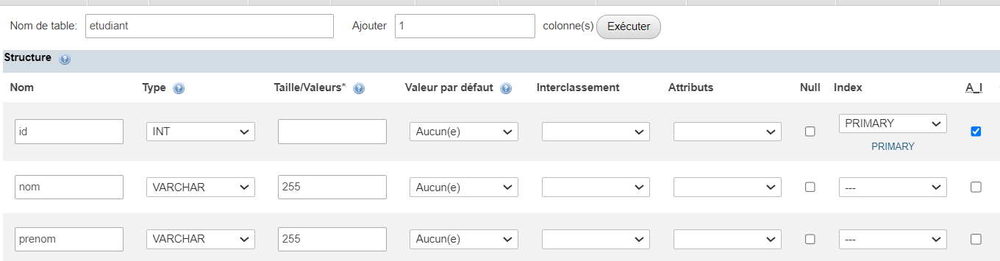 Nom de table: etudiant Ajouter 1 colonne(s) Exécuter
Structure
Nom Type Taille/Valeurs* Valeur par défaut Interclassement Attributs Null Index A_I
id INT Aucun(e) PRIMARY
PRIMARY
nom VARCHAR 255 Aucun(e) ---
prenom VARCHAR 255 Aucun(e) ---